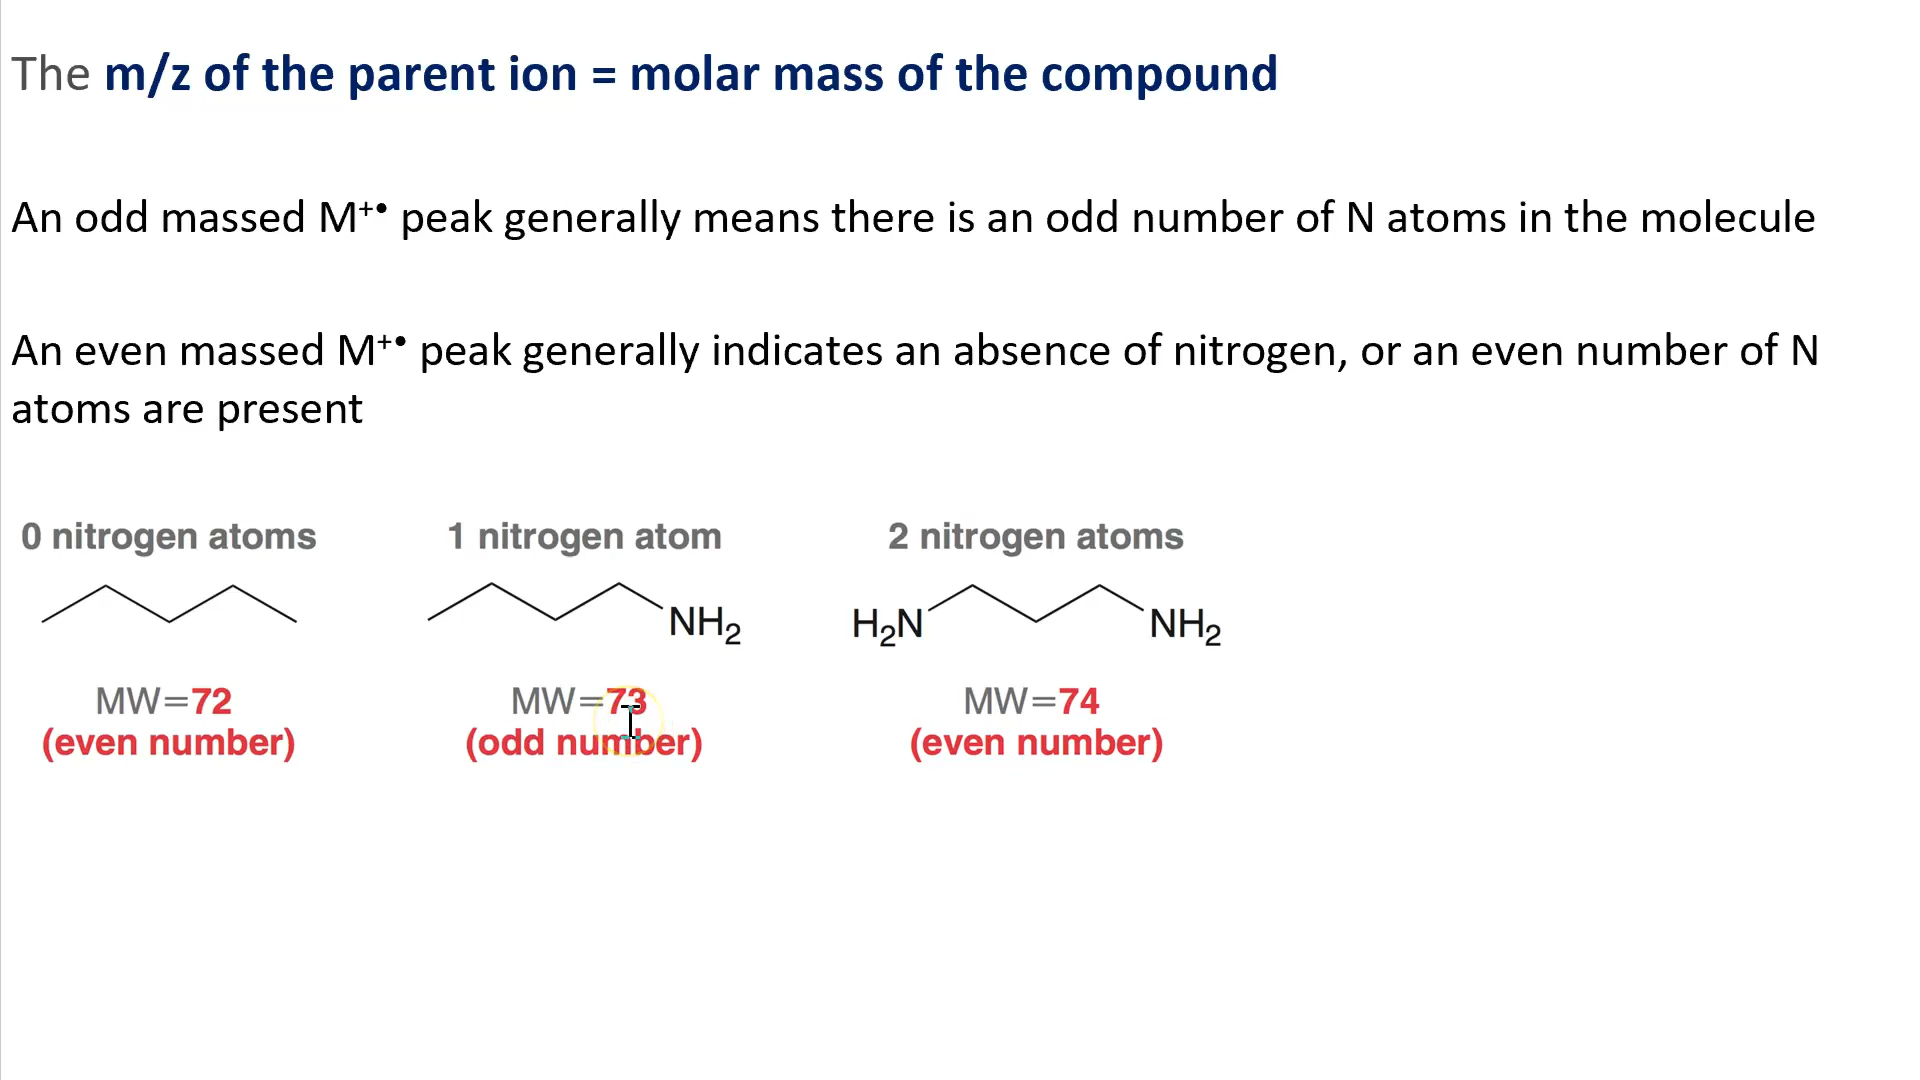 The m/z of the parent ion = molar mass of the compound
An odd massed M⁺• peak generally means there is an odd number of N atoms in the molecule
An even massed M⁺• peak generally indicates an absence of nitrogen, or an even number of N
atoms are present
0 nitrogen atoms 1 nitrogen atom 2 nitrogen atoms
NH₂ H₂N NH₂
MW=72 MW=73 MW=74
(even number) (odd number) (even number)